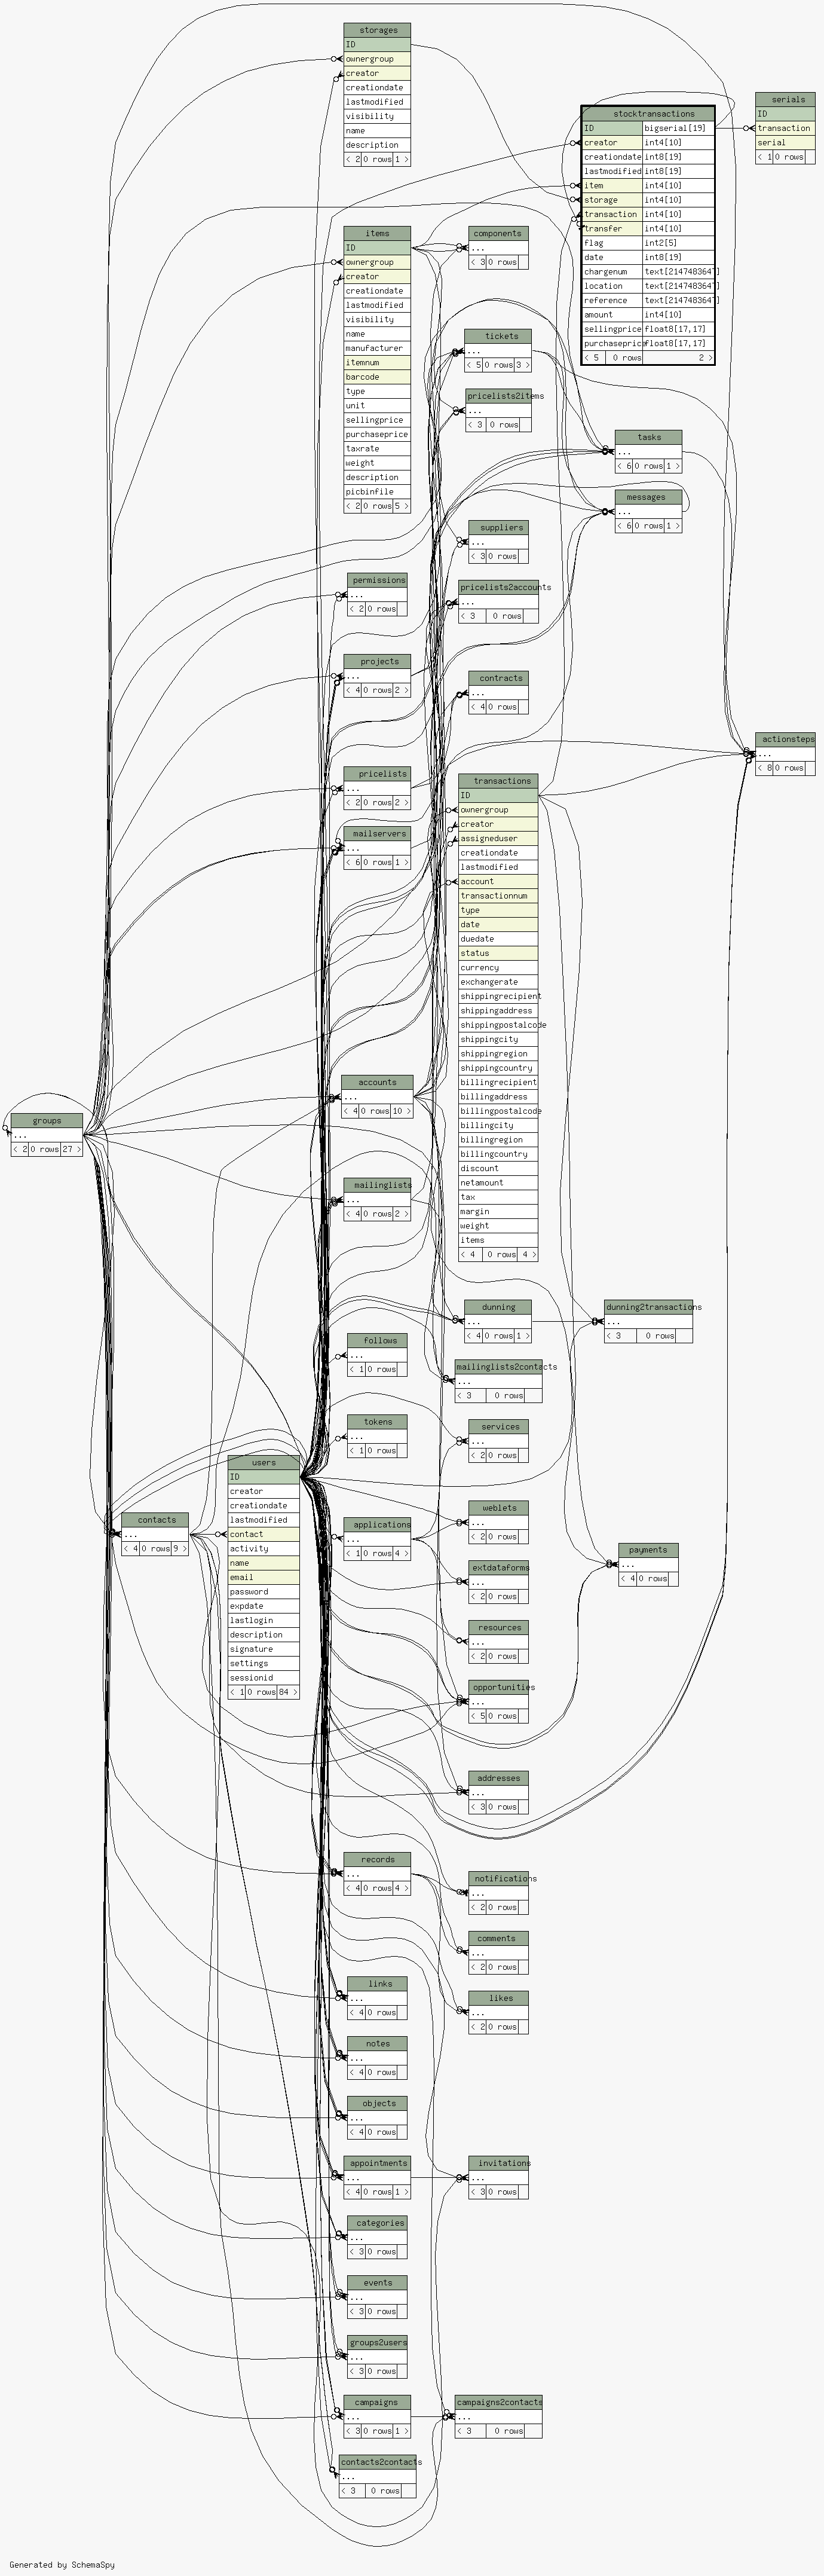 storages
ID
ownergroup
creator
creationdate
lastmodified
visibility
name
description
< 2 0 rows 1 >
serials
ID
transaction
serial
< 1 0 rows
stocktransactions
ID bigserial[19]
creator int4[10]
creationdate int8[19]
lastmodified int8[19]
item int4[10]
storage int4[10]
transaction int4[10]
transfer int4[10]
flag int2[5]
date int8[19]
chargenum text[2147483647]
location text[2147483647]
reference text[2147483647]
amount int4[10]
sellingprice float8[17,17]
purchaseprice float8[17,17]
< 5 0 rows 2 >
items
ID
ownergroup
creator
creationdate
lastmodified
visibility
name
manufacturer
itemnum
barcode
type
unit
sellingprice
purchaseprice
taxrate
weight
description
picbinfile
< 2 0 rows 5 >
components
...
< 3 0 rows
tickets
...
< 5 0 rows 3 >
pricelists2items
...
< 3 0 rows
tasks
...
< 6 0 rows 1 >
messages
...
< 6 0 rows 1 >
suppliers
...
< 3 0 rows
permissions
...
< 2 0 rows
pricelists2accounts
...
< 3 0 rows
projects
...
< 4 0 rows 2 >
contracts
...
< 4 0 rows
actionsteps
...
< 8 0 rows
pricelists
...
< 2 0 rows 2 >
mailservers
...
< 6 0 rows 1 >
transactions
ID
ownergroup
creator
assigneduser
creationdate
lastmodified
account
transactionnum
type
date
duedate
status
currency
exchangerate
shippingrecipient
shippingaddress
shippingpostalcode
shippingcity
shippingregion
shippingcountry
billingrecipient
billingaddress
billingpostalcode
billingcity
billingregion
billingcountry
discount
netamount
tax
margin
weight
items
< 4 0 rows 4 >
accounts
...
< 4 0 rows 10 >
groups
...
< 2 0 rows 27 >
mailinglists
...
< 4 0 rows 2 >
dunning
...
< 4 0 rows 1 >
dunning2transactions
...
< 3 0 rows
follows
...
< 1 0 rows
mailinglists2contacts
...
< 3 0 rows
tokens
...
< 1 0 rows
services
...
< 2 0 rows
users
ID
creator
creationdate
lastmodified
contact
activity
name
email
password
expdate
lastlogin
description
signature
settings
sessionid
< 1 0 rows 84 >
contacts
...
< 4 0 rows 9 >
applications
...
< 1 0 rows 4 >
weblets
...
< 2 0 rows
payments
...
< 4 0 rows
extdataforms
...
< 2 0 rows
resources
...
< 2 0 rows
opportunities
...
< 5 0 rows
addresses
...
< 3 0 rows
records
...
< 4 0 rows 4 >
notifications
...
< 2 0 rows
comments
...
< 2 0 rows
likes
...
< 2 0 rows
links
...
< 4 0 rows
notes
...
< 4 0 rows
objects
...
< 4 0 rows
appointments
...
< 4 0 rows 1 >
invitations
...
< 3 0 rows
categories
...
< 3 0 rows
events
...
< 3 0 rows
groups2users
...
< 3 0 rows
campaigns
...
< 3 0 rows 1 >
campaigns2contacts
...
< 3 0 rows
contacts2contacts
...
< 3 0 rows
Generated by SchemaSpy